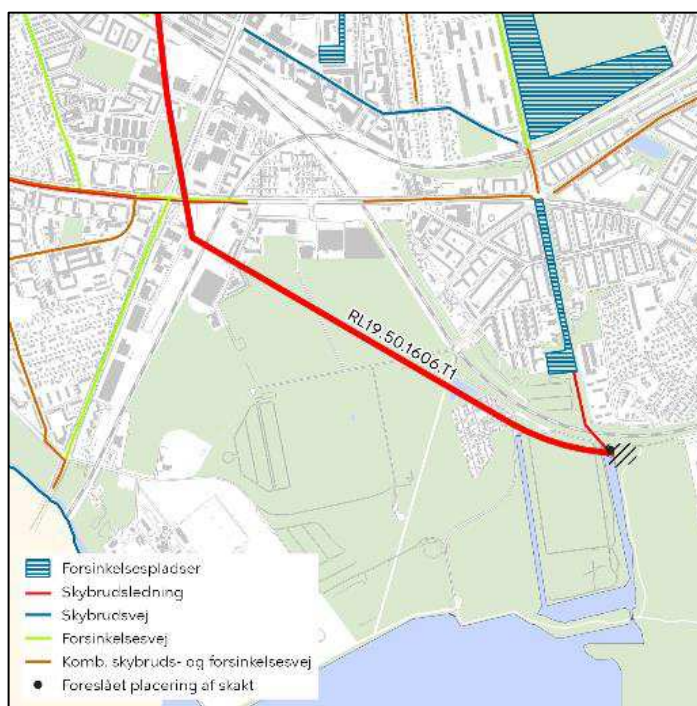 RL19.50.1606.T1
Forsinkelsespladser
Skybrudsledning
Skybrudsvej
Forsinkelsesvej
Komb. skybruds- og forsinkelsesvej
Foreslået placering af skakt